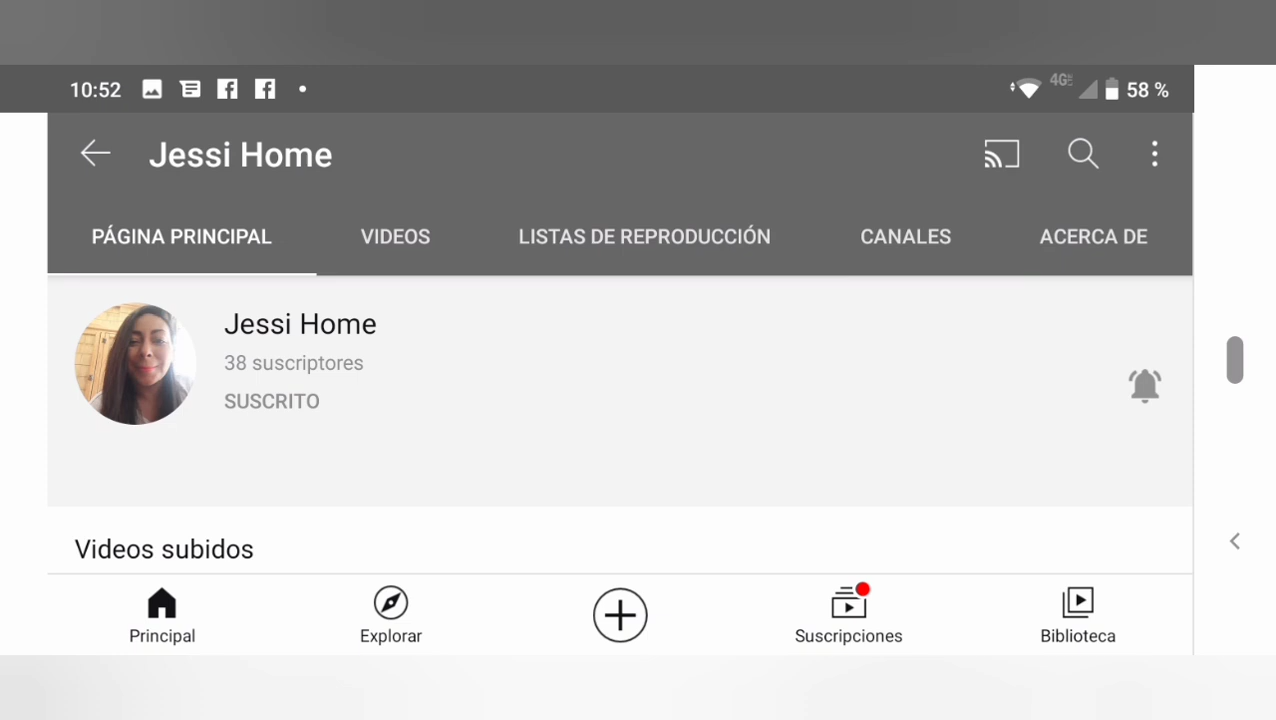 10:52 4G 58 %
Jessi Home
PÁGINA PRINCIPAL VIDEOS LISTAS DE REPRODUCCIÓN CANALES ACERCA DE
Jessi Home
38 suscriptores
SUSCRITO
Videos subidos
Principal Explorar Suscripciones Biblioteca